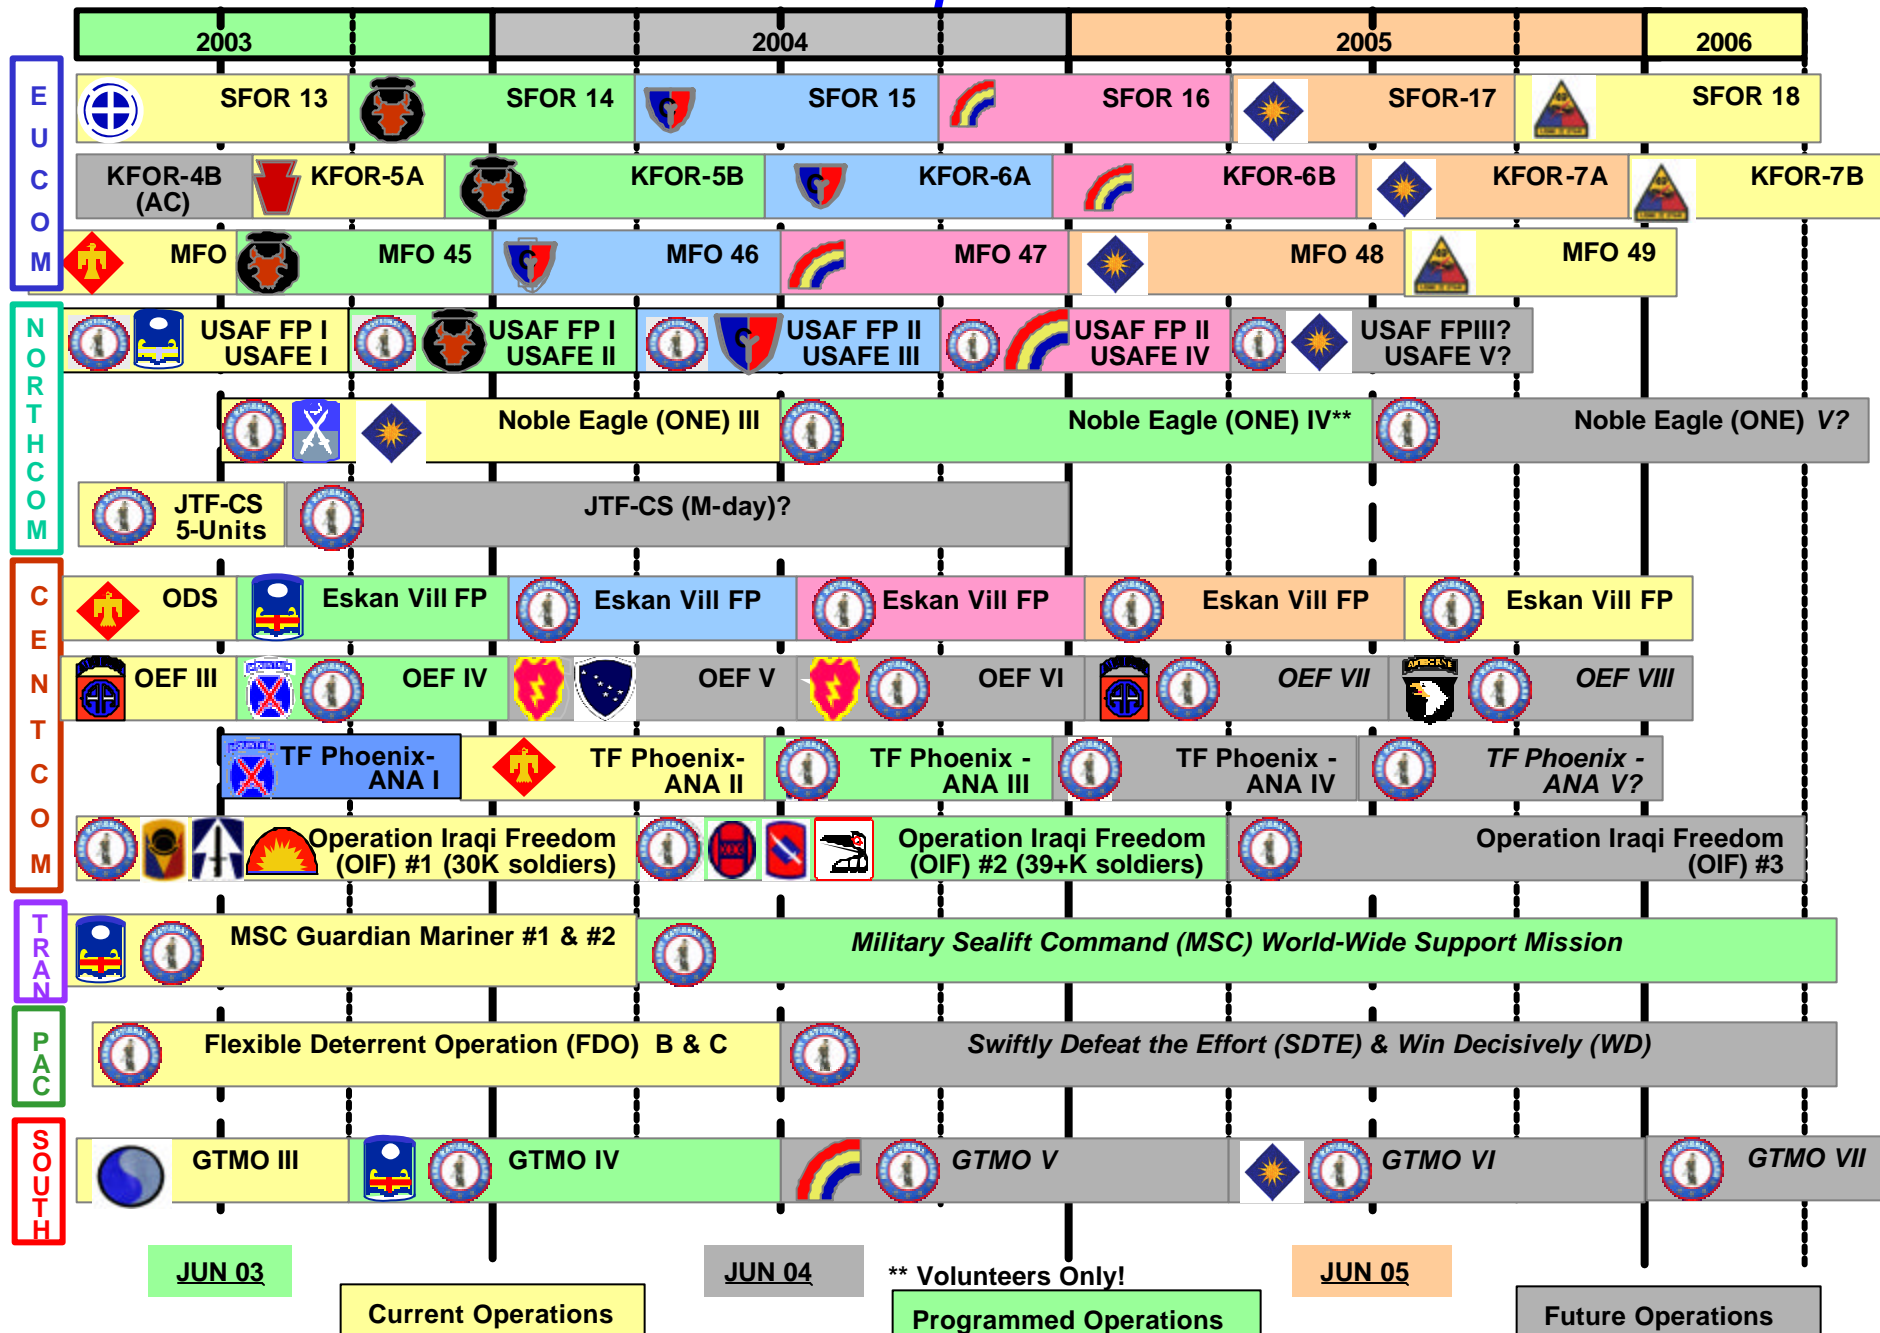 2003
2004
2005
2006
EUCOM
SFOR 13
SFOR 14
SFOR 15
SFOR 16
SFOR-17
SFOR 18
KFOR-4B
(AC)
KFOR-5A
KFOR-5B
KFOR-6A
KFOR-6B
KFOR-7A
KFOR-7B
MFO
MFO 45
MFO 46
MFO 47
MFO 48
MFO 49
NORTHCOM
USAF FP I
USAFE I
USAF FP I
USAFE II
USAF FP II
USAFE III
USAF FP II
USAFE IV
USAF FPIII?
USAFE V?
Noble Eagle (ONE) III
Noble Eagle (ONE) IV**
Noble Eagle (ONE) V?
JTF-CS
5-Units
JTF-CS (M-day)?
CENTCOM
ODS
Eskan Vill FP
Eskan Vill FP
Eskan Vill FP
Eskan Vill FP
Eskan Vill FP
OEF III
OEF IV
OEF V
OEF VI
OEF VII
OEF VIII
TF Phoenix-
ANA I
TF Phoenix-
ANA II
TF Phoenix -
ANA III
TF Phoenix -
ANA IV
TF Phoenix -
ANA V?
Operation Iraqi Freedom
(OIF) #1 (30K soldiers)
Operation Iraqi Freedom
(OIF) #2 (39+K soldiers)
Operation Iraqi Freedom
(OIF) #3
TRAN
MSC Guardian Mariner #1 & #2
Military Sealift Command (MSC) World-Wide Support Mission
PAC
Flexible Deterrent Operation (FDO) B & C
Swiftly Defeat the Effort (SDTE) & Win Decisively (WD)
SOUTH
GTMO III
GTMO IV
GTMO V
GTMO VI
GTMO VII
JUN 03
JUN 04
** Volunteers Only!
JUN 05
Current Operations
Programmed Operations
Future Operations